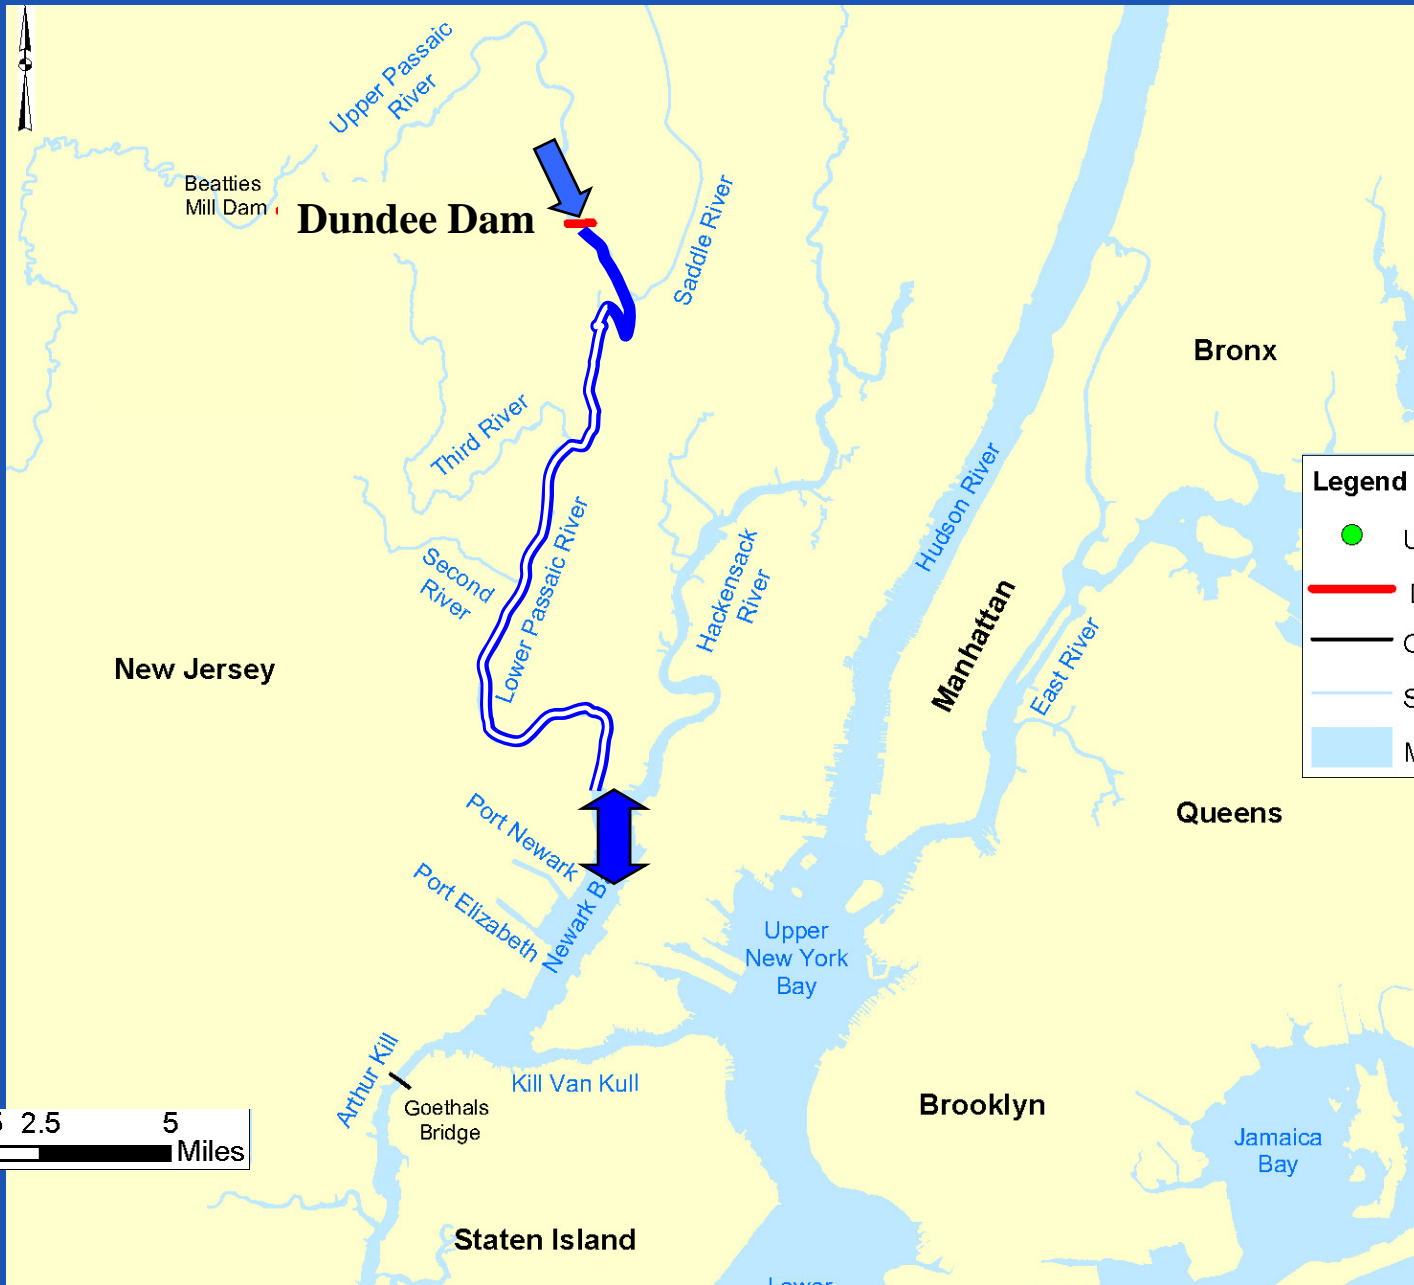 Upper Passaic
River
Beatties
Mill Dam
Dundee Dam
Saddle River
Bronx
Third River
Hudson River
Legend
Second
River
Lower Passaic River
Hackensack
River
Manhattan
East River
New Jersey
Port Newark
Queens
Port Elizabeth
Newark B
Upper
New York
Bay
Arthur Kill
Kill Van Kull
Goethals
Bridge
Brooklyn
2.5 5
Miles
Jamaica
Bay
Staten Island
Lower